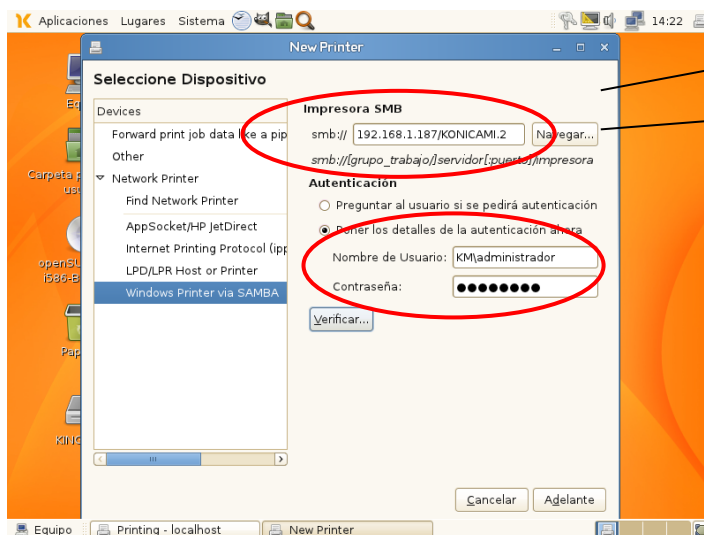 Aplicaciones Lugares Sistema 14:22
New Printer
Seleccione Dispositivo
Devices
Forward print job data like a pip
Other
Network Printer
Find Network Printer
AppSocket/HP JetDirect
Internet Printing Protocol (ipp
LPD/LPR Host or Printer
Windows Printer via SAMBA
Impresora SMB
smb:// 192.168.1.187/KONICAMI.2 Navegar...
smb://[grupo_trabajo/]servidor[:puerto]/impresora
Autenticación
Preguntar al usuario si se pedirá autenticación
Poner los detalles de la autenticación ahora
Nombre de Usuario: KM\administrador
Contraseña: ●●●●●●●●
Verificar...
Cancelar Adelante
Eq
Carpeta p
us
openSU
i586-B
Pap
KING
Equipo Printing - localhost New Printer